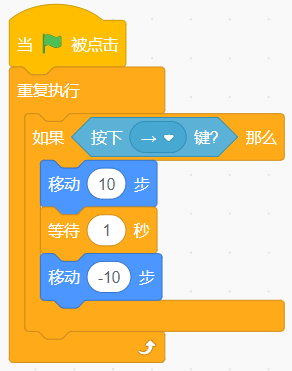 当 被点击
重复执行
如果 按下 → 键? 那么
移动 10 步
等待 1 秒
移动 -10 步